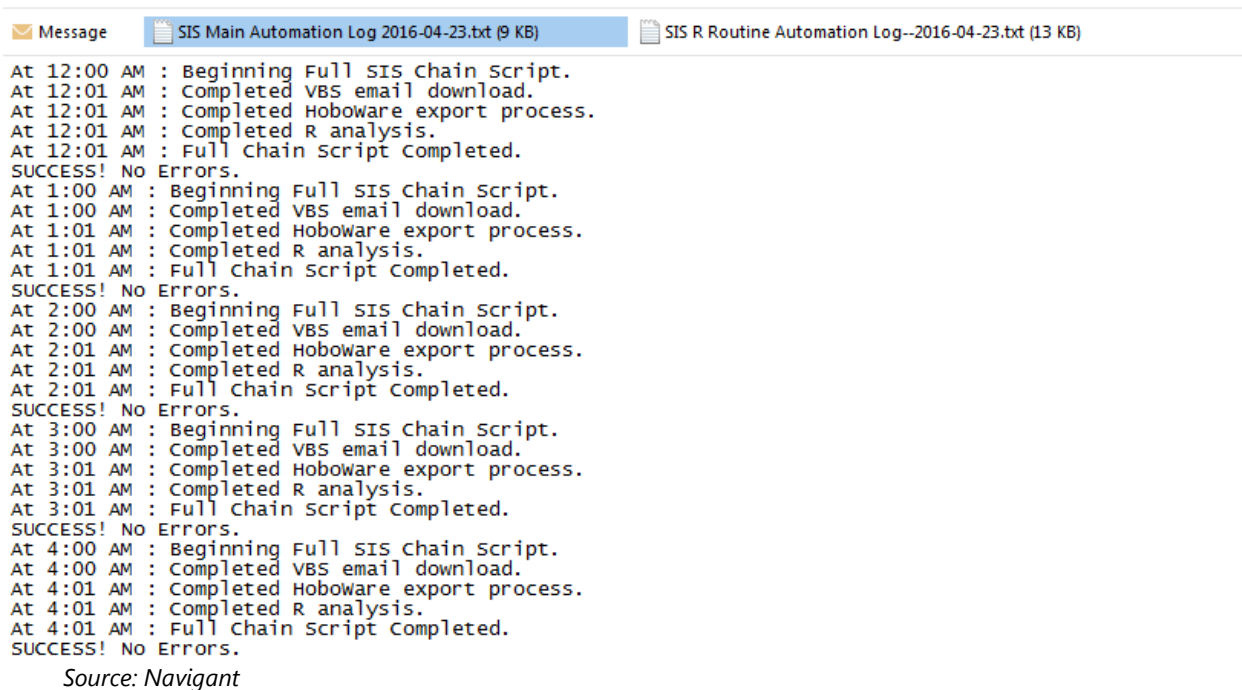 Message SIS Main Automation Log 2016-04-23.txt (9 KB) SIS R Routine Automation Log--2016-04-23.txt (13 KB)
At 12:00 AM : Beginning Full SIS Chain Script.
At 12:01 AM : Completed VBS email download.
At 12:01 AM : Completed HoboWare export process.
At 12:01 AM : Completed R analysis.
At 12:01 AM : Full Chain Script Completed.
SUCCESS! No Errors.
At 1:00 AM : Beginning Full SIS Chain Script.
At 1:00 AM : Completed VBS email download.
At 1:01 AM : Completed HoboWare export process.
At 1:01 AM : Completed R analysis.
At 1:01 AM : Full Chain Script Completed.
SUCCESS! No Errors.
At 2:00 AM : Beginning Full SIS Chain Script.
At 2:00 AM : Completed VBS email download.
At 2:01 AM : Completed HoboWare export process.
At 2:01 AM : Completed R analysis.
At 2:01 AM : Full Chain Script Completed.
SUCCESS! No Errors.
At 3:00 AM : Beginning Full SIS Chain Script.
At 3:00 AM : Completed VBS email download.
At 3:01 AM : Completed HoboWare export process.
At 3:01 AM : Completed R analysis.
At 3:01 AM : Full Chain Script Completed.
SUCCESS! No Errors.
At 4:00 AM : Beginning Full SIS Chain Script.
At 4:00 AM : Completed VBS email download.
At 4:01 AM : Completed HoboWare export process.
At 4:01 AM : Completed R analysis.
At 4:01 AM : Full Chain Script Completed.
SUCCESS! No Errors.
Source: Navigant